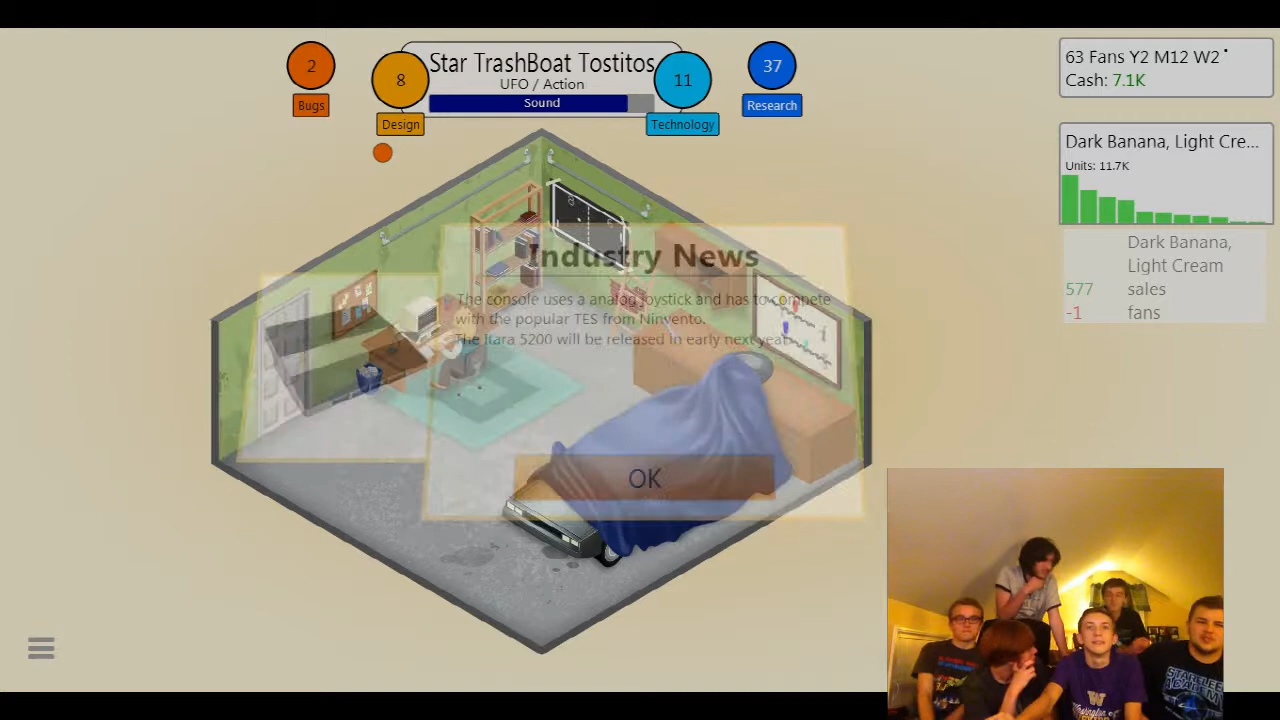 2
Bugs
8
Design
Star TrashBoat Tostitos
UFO / Action
Sound
11
Technology
37
Research
63 Fans Y2 M12 W2
Cash: 7.1K
Dark Banana, Light Cre...
Units: 11.7K
Dark Banana,
Light Cream
577 sales
-1 fans
Industry News
The console uses a analog joystick and has to compete
with the popular TES from Ninvento.
The Itara 5200 will be released in early next year
OK
STARFLEET
ACADEMY
W